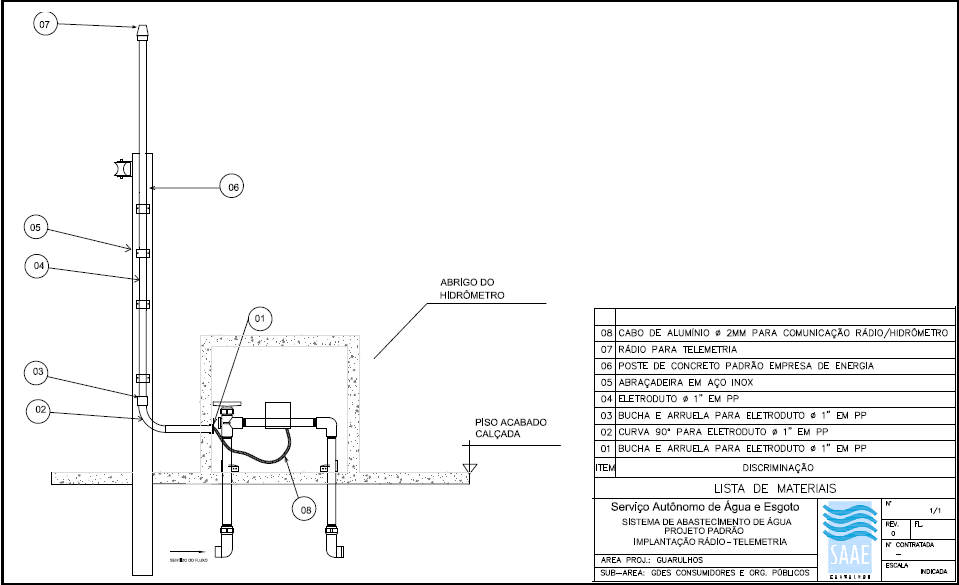 07
06
05
04
01
03
02
08
ABRIGO DO
HIDRÔMETRO
PISO ACABADO
CALÇADA
SENTIDO DO FLUXO
08 CABO DE ALUMÍNIO ø 2MM PARA COMUNICAÇÃO RÁDIO/HIDRÔMETRO
07 RÁDIO PARA TELEMETRIA
06 POSTE DE CONCRETO PADRÃO EMPRESA DE ENERGIA
05 ABRAÇADEIRA EM AÇO INOX
04 ELETRODUTO ø 1" EM PP
03 BUCHA E ARRUELA PARA ELETRODUTO ø 1" EM PP
02 CURVA 90° PARA ELETRODUTO ø 1" EM PP
01 BUCHA E ARRUELA PARA ELETRODUTO ø 1" EM PP
ITEM DISCRIMINAÇÃO
LISTA DE MATERIAIS
Serviço Autônomo de Água e Esgoto
SISTEMA DE ABASTECIMENTO DE ÁGUA
PROJETO PADRÃO
IMPLANTAÇÃO RÁDIO - TELEMETRIA
AREA PROJ.: GUARULHOS
SUB-AREA: GDES CONSUMIDORES E ORG. PÚBLICOS
SAAE
GUARULHOS
N° 1/1
REV. 0 FL.
N° CONTRATADA
–
ESCALA INDICADA